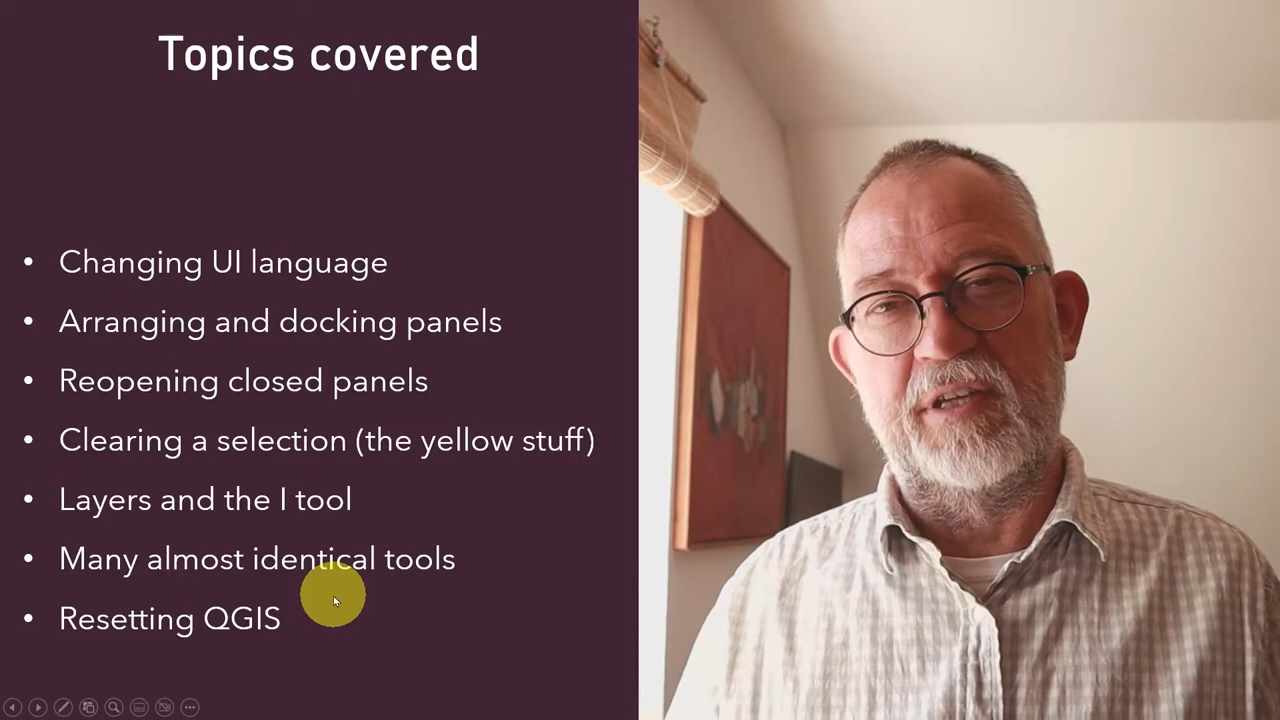 Topics covered
• Changing UI language
• Arranging and docking panels
• Reopening closed panels
• Clearing a selection (the yellow stuff)
• Layers and the I tool
• Many almost identical tools
• Resetting QGIS